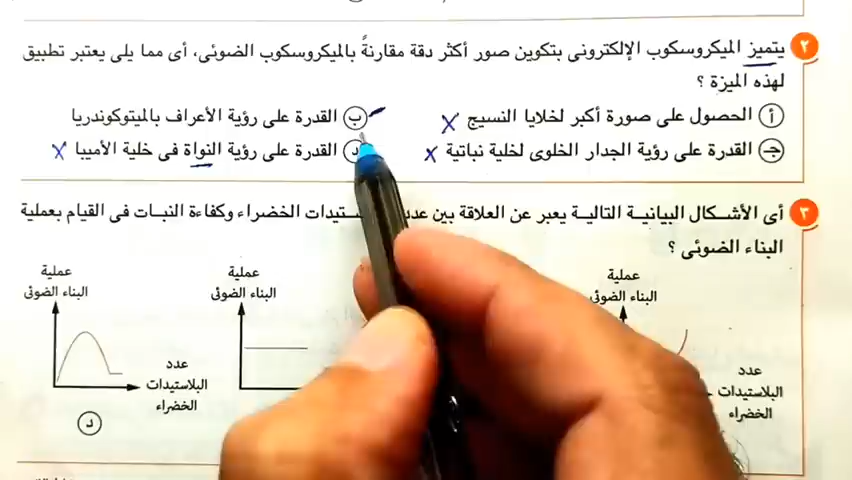 ٢ يتميز الميكروسكوب الإلكترونى بتكوين صور أكثر دقة مقارنةً بالميكروسكوب الضوئى، أى مما يلى يعتبر تطبيق
لهذه الميزة ؟
أ الحصول على صورة أكبر لخلايا النسيج X
ب القدرة على ر�ية الأعراف بالميتوكوندريا
جـ القدرة على رؤية الجدار الخلوى لخلية نباتية X
د القدرة على رؤية النواة فى خلية الأميبا X
٣ أى الأشكال البيانية التالية يعبر عن العلاقة بين عدد ـستيدات الخضراء وكفاءة النبات فى القيام بعملية
البناء الضوئى ؟
عملية
البناء الضوئى
عدد
البلاستيدات
الخضراء
عملية
البناء الضوئى
عملية
البناء الضوئى
عدد
البلاستيدات
الخضراء
د